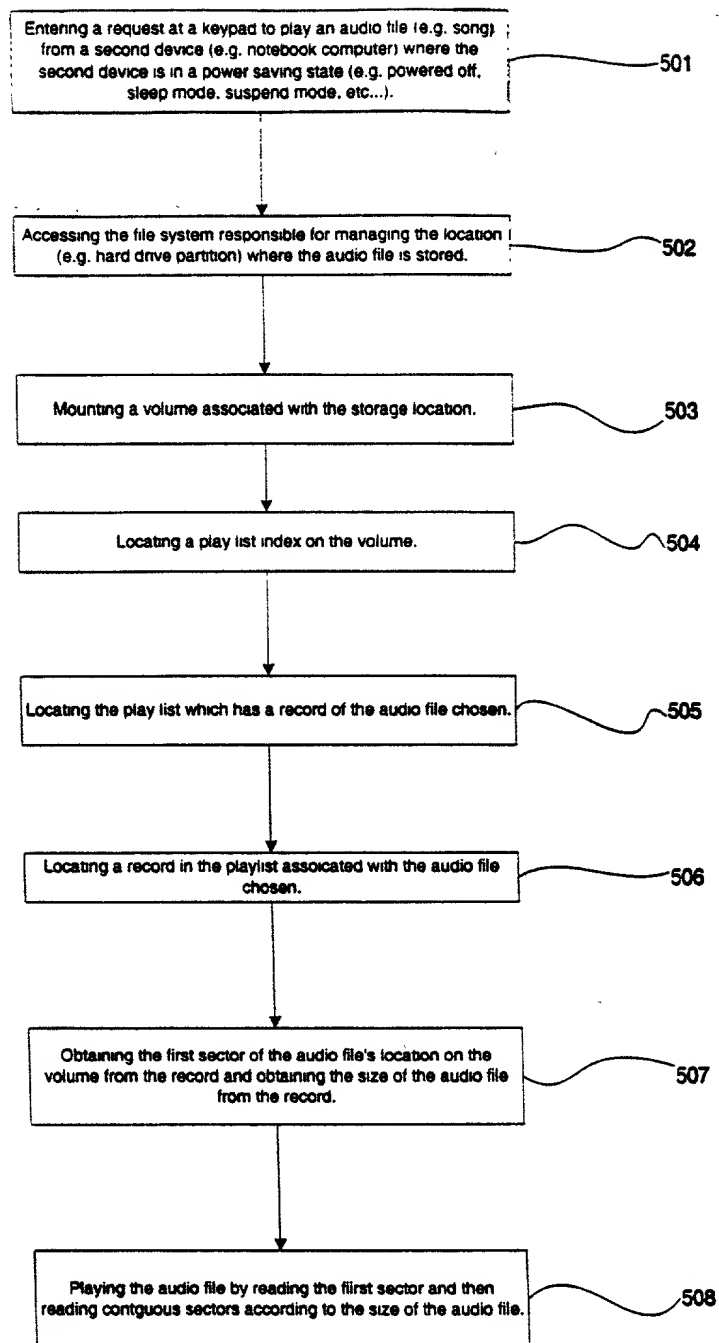 Entering a request at a keypad to play an audio file (e.g. song)
from a second device (e.g. notebook computer) where the
second device is in a power saving state (e.g. powered off,
sleep mode, suspend mode, etc...).
501
Accessing the file system responsible for managing the location
(e.g. hard drive partition) where the audio file is stored.
502
Mounting a volume associated with the storage location.
503
Locating a play list index on the volume.
504
Locating the play list which has a record of the audio file chosen.
505
Locating a record in the playlist assoicated with the audio file
chosen.
506
Obtaining the first sector of the audio file's location on the
volume from the record and obtaining the size of the audio file
from the record.
507
Playing the audio file by reading the fiirst sector and then
reading contguous sectors according to the size of the audio file.
508